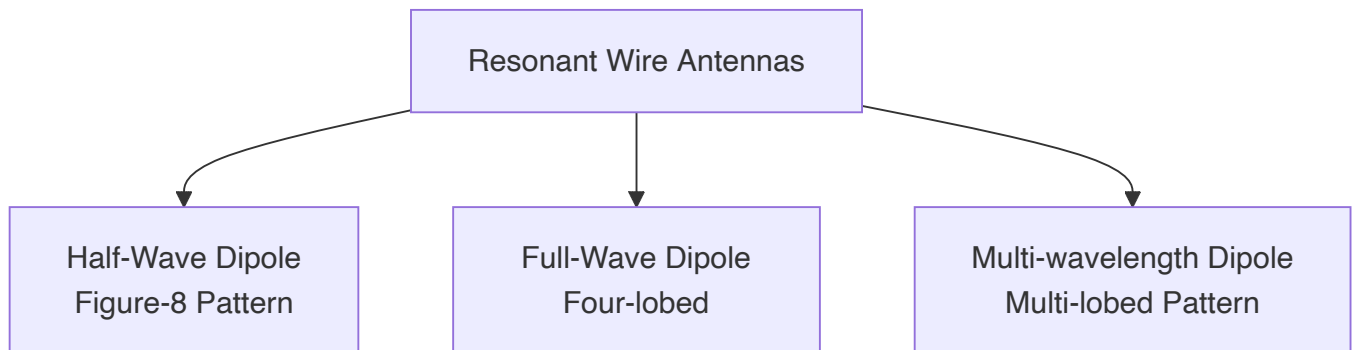 Resonant Wire Antennas
Half-Wave Dipole
Figure-8 Pattern
Full-Wave Dipole
Four-lobed
Multi-wavelength Dipole
Multi-lobed Pattern